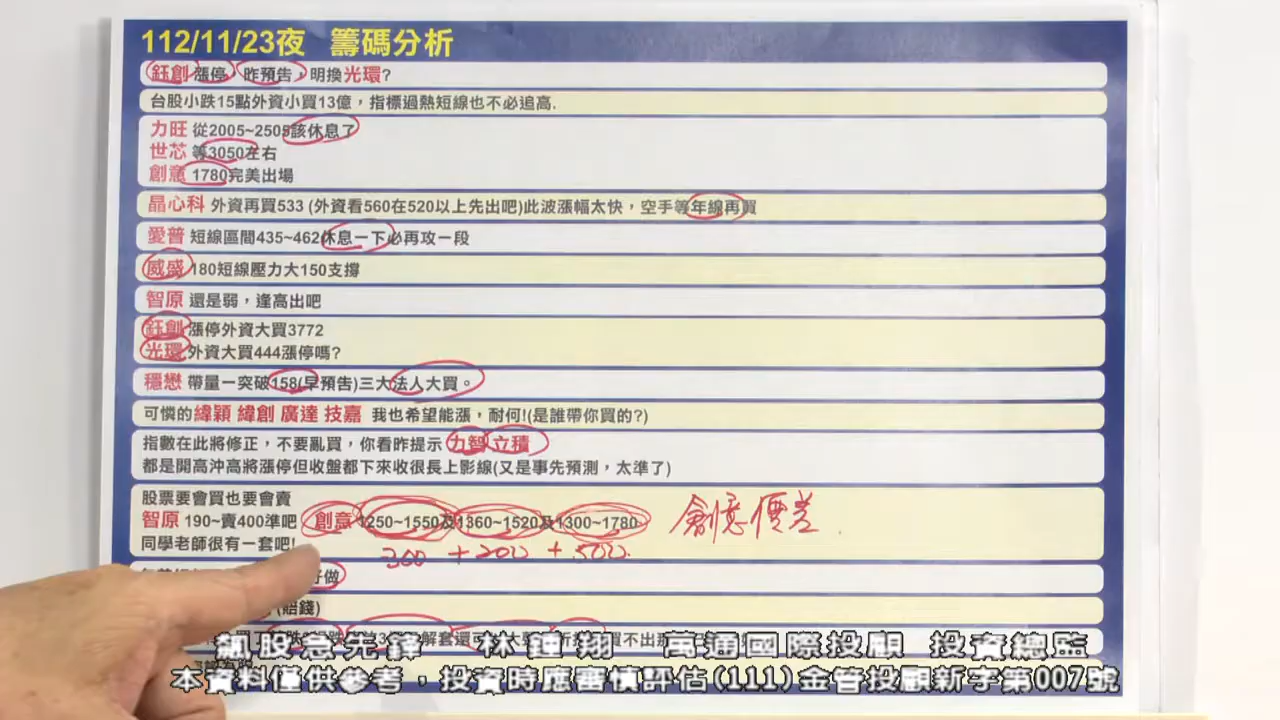 112/11/23夜 籌碼分析
鈺創漲停，昨預告，明換光環?
台股小跌15點外資小買13億，指標過熱短線也不必追高.
力旺 從2005~2505該休息了
世芯 等3050左右
創意 1780完美出場
晶心科 外資再買533 (外資看560在520以上先出吧)此波漲幅太快，空手等年線再買
愛普 短線區間435~462休息一下必再攻一段
威盛 180短線壓力大150支撐
智原 還是弱，逢高出吧
鈺創 漲停外資大買3772
光環 外資大買444漲停嗎?
穩懋 帶量一突破158(早預告)三大法人大買。
可憐的緯穎 緯創 廣達 技嘉 我也希望能漲，耐何!(是誰帶你買的?)
指數在此將修正，不要亂買，你看昨提示 力智 立積
都是開高沖高將漲停但收盤都下來收很長上影線(又是事先預測，太準了)
股票要會買也要會賣
智原 190~賣400準吧 創意 1250~1550及1360~1520及1300~1780 創意價差
同學老師很有一套吧!
300 +200 +500
好做
(賠錢)
解套還
買不出那
飆股急先鋒 林鍾翔 萬通國際投顧 投資總監
本資料僅供參考，投資時應審慎評估(111)金管投顧新字第007號